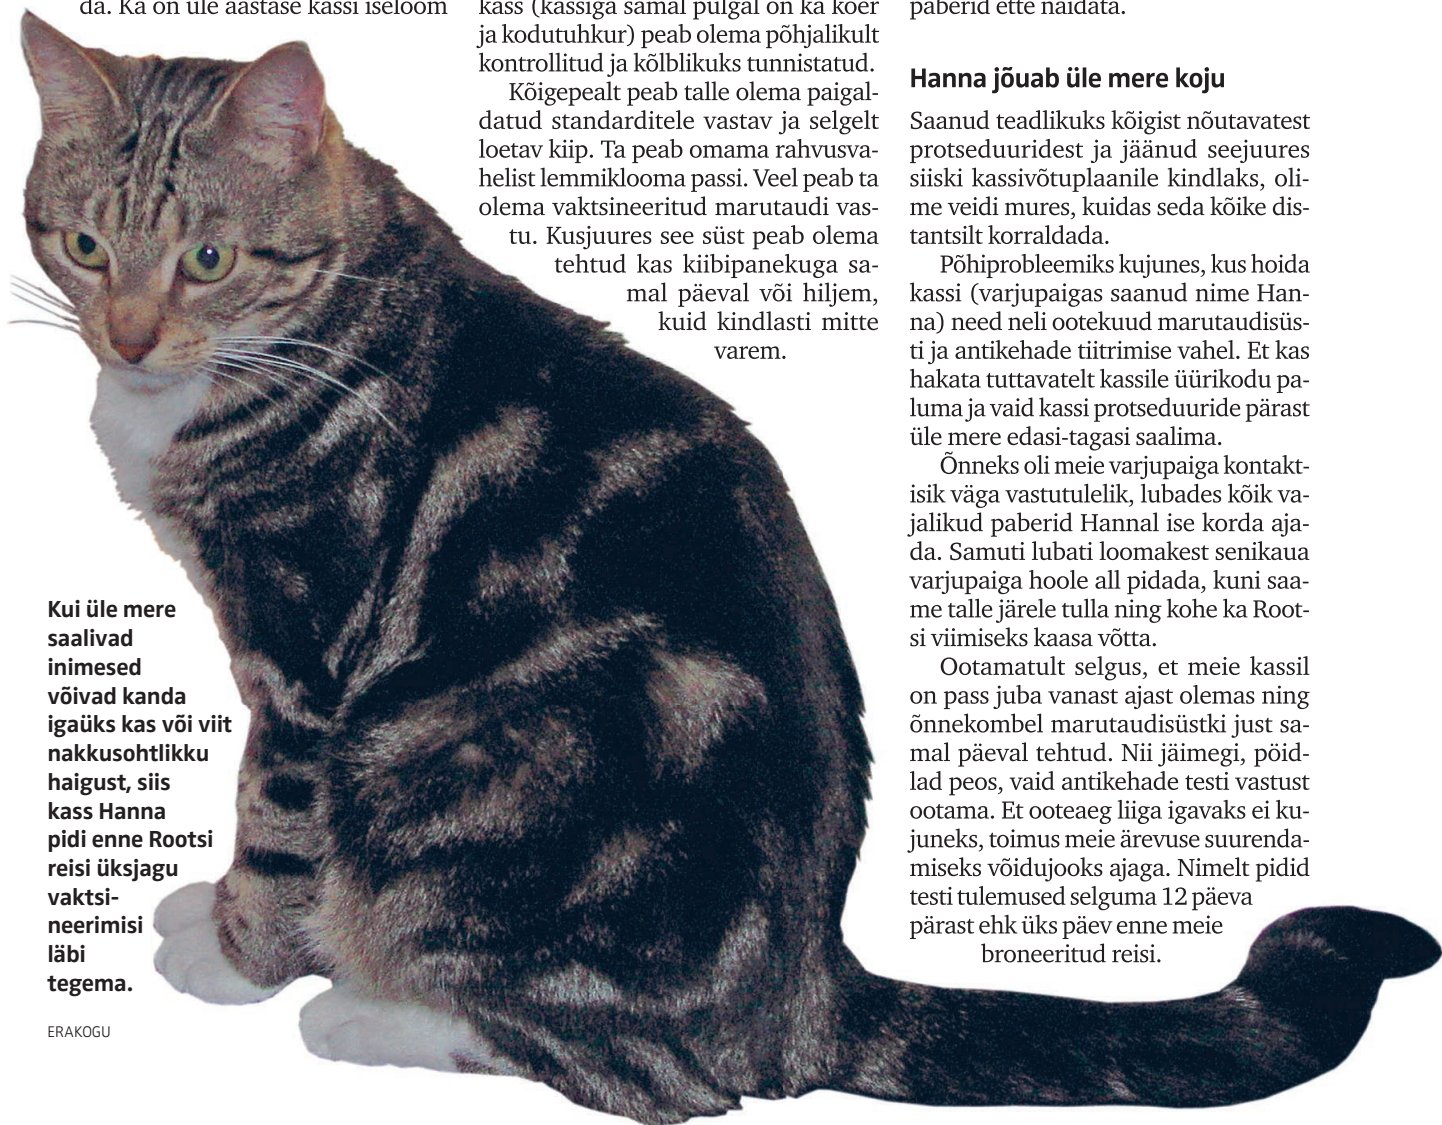 da. Ka on üle aastase kassi iseloom
kass (kassiga samal pulgal on ka koer
ja kodutuhkur) peab olema põhjalikult
kontrollitud ja kõlblikuks tunnistatud.
Kõigepealt peab talle olema paigal-
datud standarditele vastav ja selgelt
loetav kiip. Ta peab omama rahvusva-
helist lemmiklooma passi. Veel peab ta
olema vaktsineeritud marutaudi vas-
tu. Kusjuures see süst peab olema
tehtud kas kiibipanekuga sa-
mal päeval või hiljem,
kuid kindlasti mitte
varem.
paberid ette näidata.
Hanna jõuab üle mere koju
Saanud teadlikuks kõigist nõutavatest
protseduuridest ja jäänud seejuures
siiski kassivõtuplaanile kindlaks, oli-
me veidi mures, kuidas seda kõike dis-
tantsilt korraldada.
Põhiprobleemiks kujunes, kus hoida
kassi (varjupaigas saanud nime Han-
na) need neli ootekuud marutaudisüs-
ti ja antikehade tiitrimise vahel. Et kas
hakata tuttavatelt kassile üürikodu pa-
luma ja vaid kassi protseduuride pärast
üle mere edasi-tagasi saalima.
Õnneks oli meie varjupaiga kontakt-
isik väga vastutulelik, lubades kõik va-
jalikud paberid Hannal ise korda aja-
da. Samuti lubati loomakest senikaua
varjupaiga hoole all pidada, kuni saa-
me talle järele tulla ning kohe ka Root-
si viimiseks kaasa võtta.
Ootamatult selgus, et meie kassil
on pass juba vanast ajast olemas ning
õnnekombel marutaudisüstki just sa-
mal päeval tehtud. Nii jäimegi, pöid-
lad peos, vaid antikehade testi vastust
ootama. Et ooteaeg liiga igavaks ei ku-
juneks, toimus meie ärevuse suurenda-
miseks võidujooks ajaga. Nimelt pidid
testi tulemused selguma 12 päeva
pärast ehk üks päev enne meie
broneeritud reisi.
Kui üle mere
saalivad
inimesed
võivad kanda
igaüks kas või viit
nakkusohtlikku
haigust, siis
kass Hanna
pidi enne Rootsi
reisi üksjagu
vaktsi-
neerimisi
läbi
tegema.
ERAKOGU